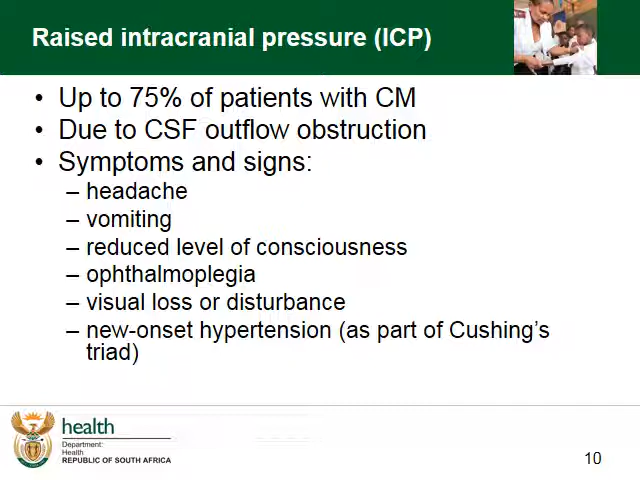 Raised intracranial pressure (ICP)
• Up to 75% of patients with CM
• Due to CSF outflow obstruction
• Symptoms and signs:
– headache
– vomiting
– reduced level of consciousness
– ophthalmoplegia
– visual loss or disturbance
– new-onset hypertension (as part of Cushing's
triad)
health
Department:
Health
REPUBLIC OF SOUTH AFRICA
10